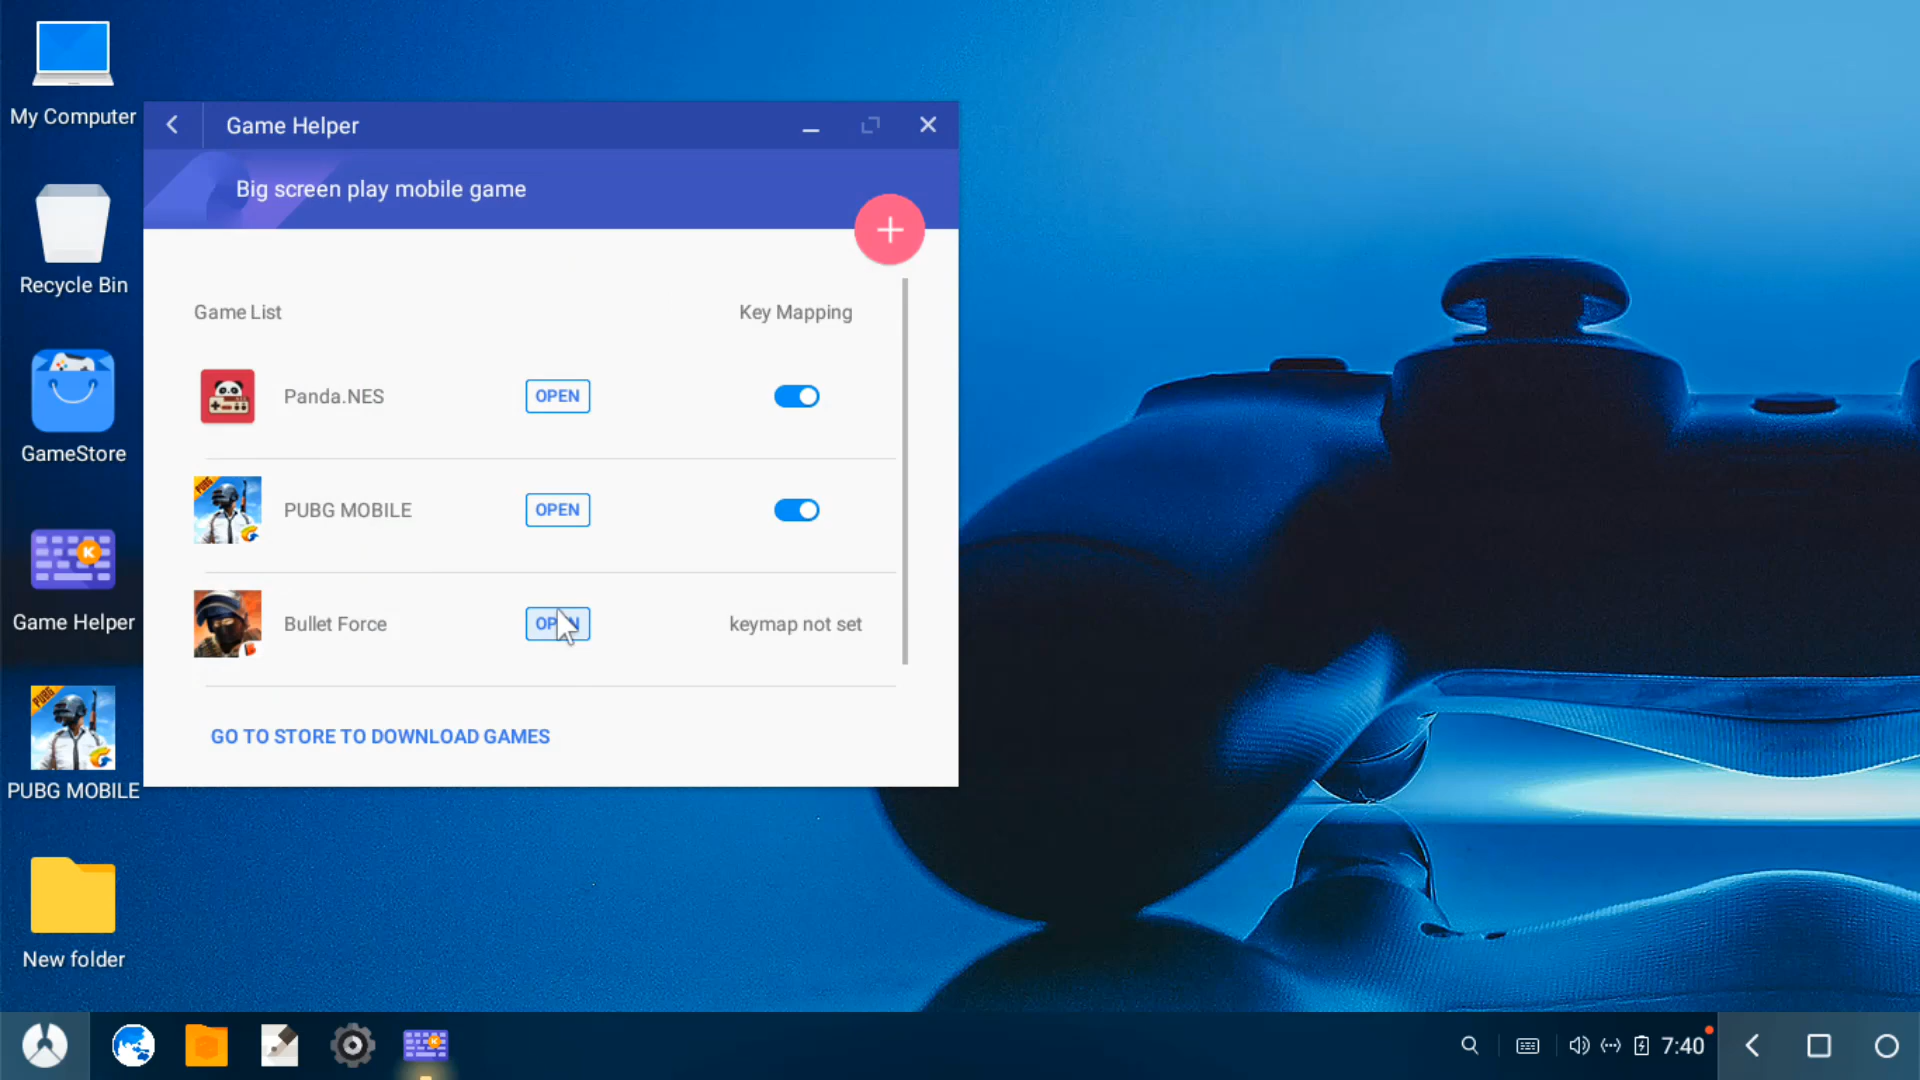 My Computer
Recycle Bin
GameStore
Game Helper
PUBG MOBILE
New folder
Game Helper
Big screen play mobile game
Game List
Key Mapping
Panda.NES
OPEN
PUBG MOBILE
OPEN
Bullet Force
keymap not set
GO TO STORE TO DOWNLOAD GAMES
7:40